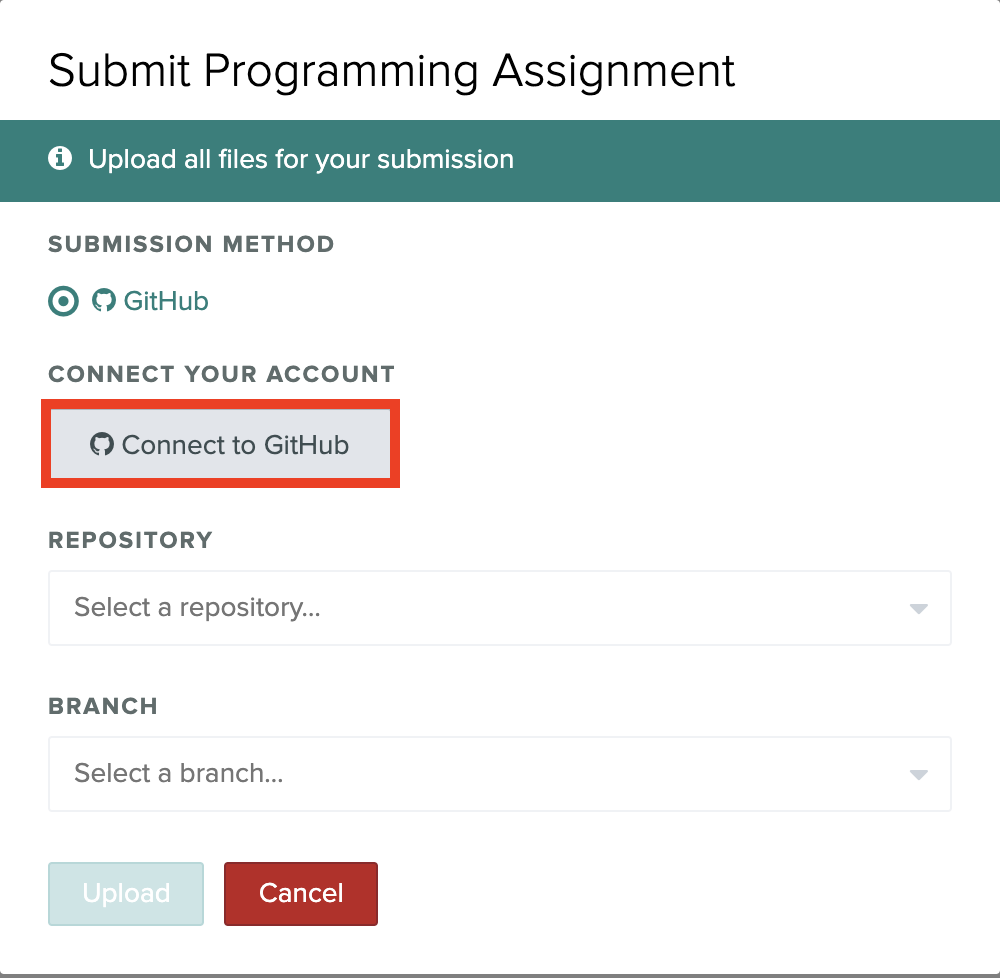 Submit Programming Assignment
Upload all files for your submission
SUBMISSION METHOD
GitHub
CONNECT YOUR ACCOUNT
Connect to GitHub
REPOSITORY
Select a repository...
BRANCH
Select a branch...
Upload
Cancel